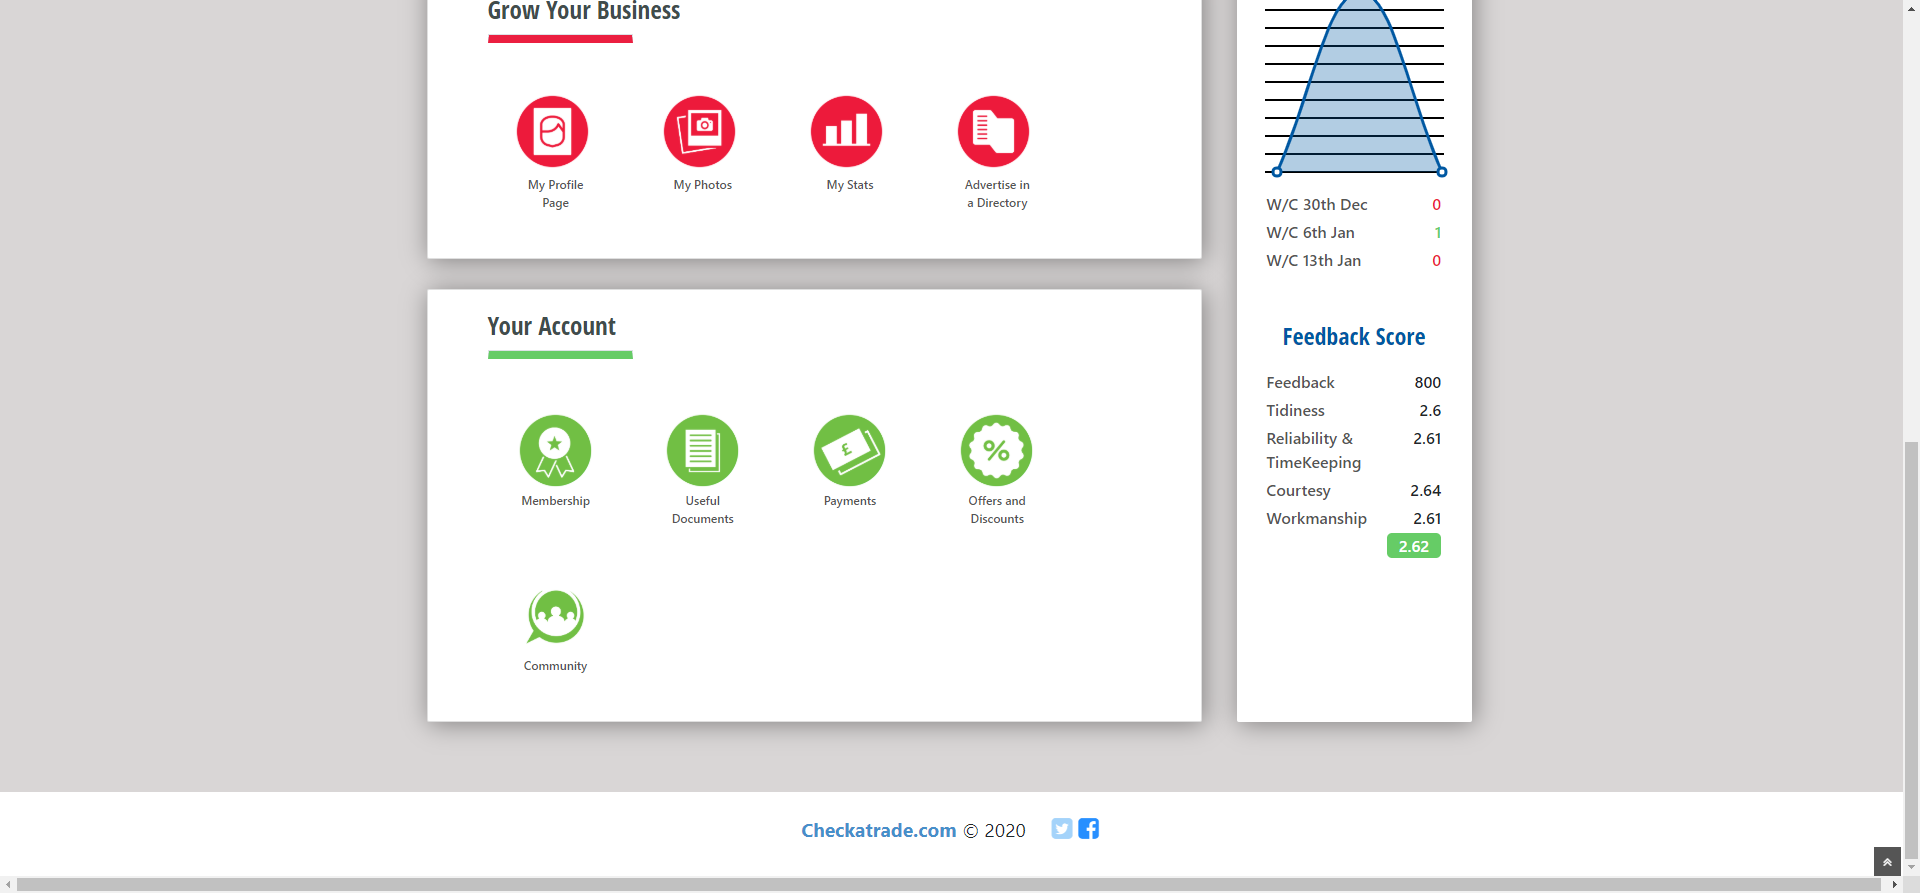 Grow Your Business
My Profile
Page
My Photos
My Stats
Advertise in
a Directory
W/C 30th Dec 0
W/C 6th Jan 1
W/C 13th Jan 0
Your Account
Membership
Useful
Documents
£
Payments
%
Offers and
Discounts
Community
Feedback Score
Feedback 800
Tidiness 2.6
Reliability & 2.61
TimeKeeping
Courtesy 2.64
Workmanship 2.61
2.62
Checkatrade.com © 2020